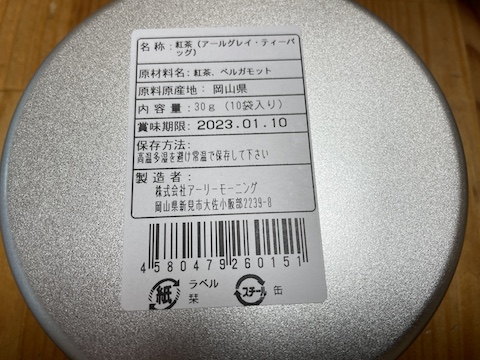 名称:紅茶(アールグレイ・ティーバ
ッグ)
原材料名:紅茶、ベルガモット
原料原産地: 岡山県
内容量:30g(10袋入り)
賞味期限:2023.01.10
保存方法:
高温多湿を避け常温で保存して下さい
製造者:
株式会社アーリーモーニング
岡山県新見市大佐小阪部2239-8
4580479260151
紙 ラベル
栞
スチール 缶